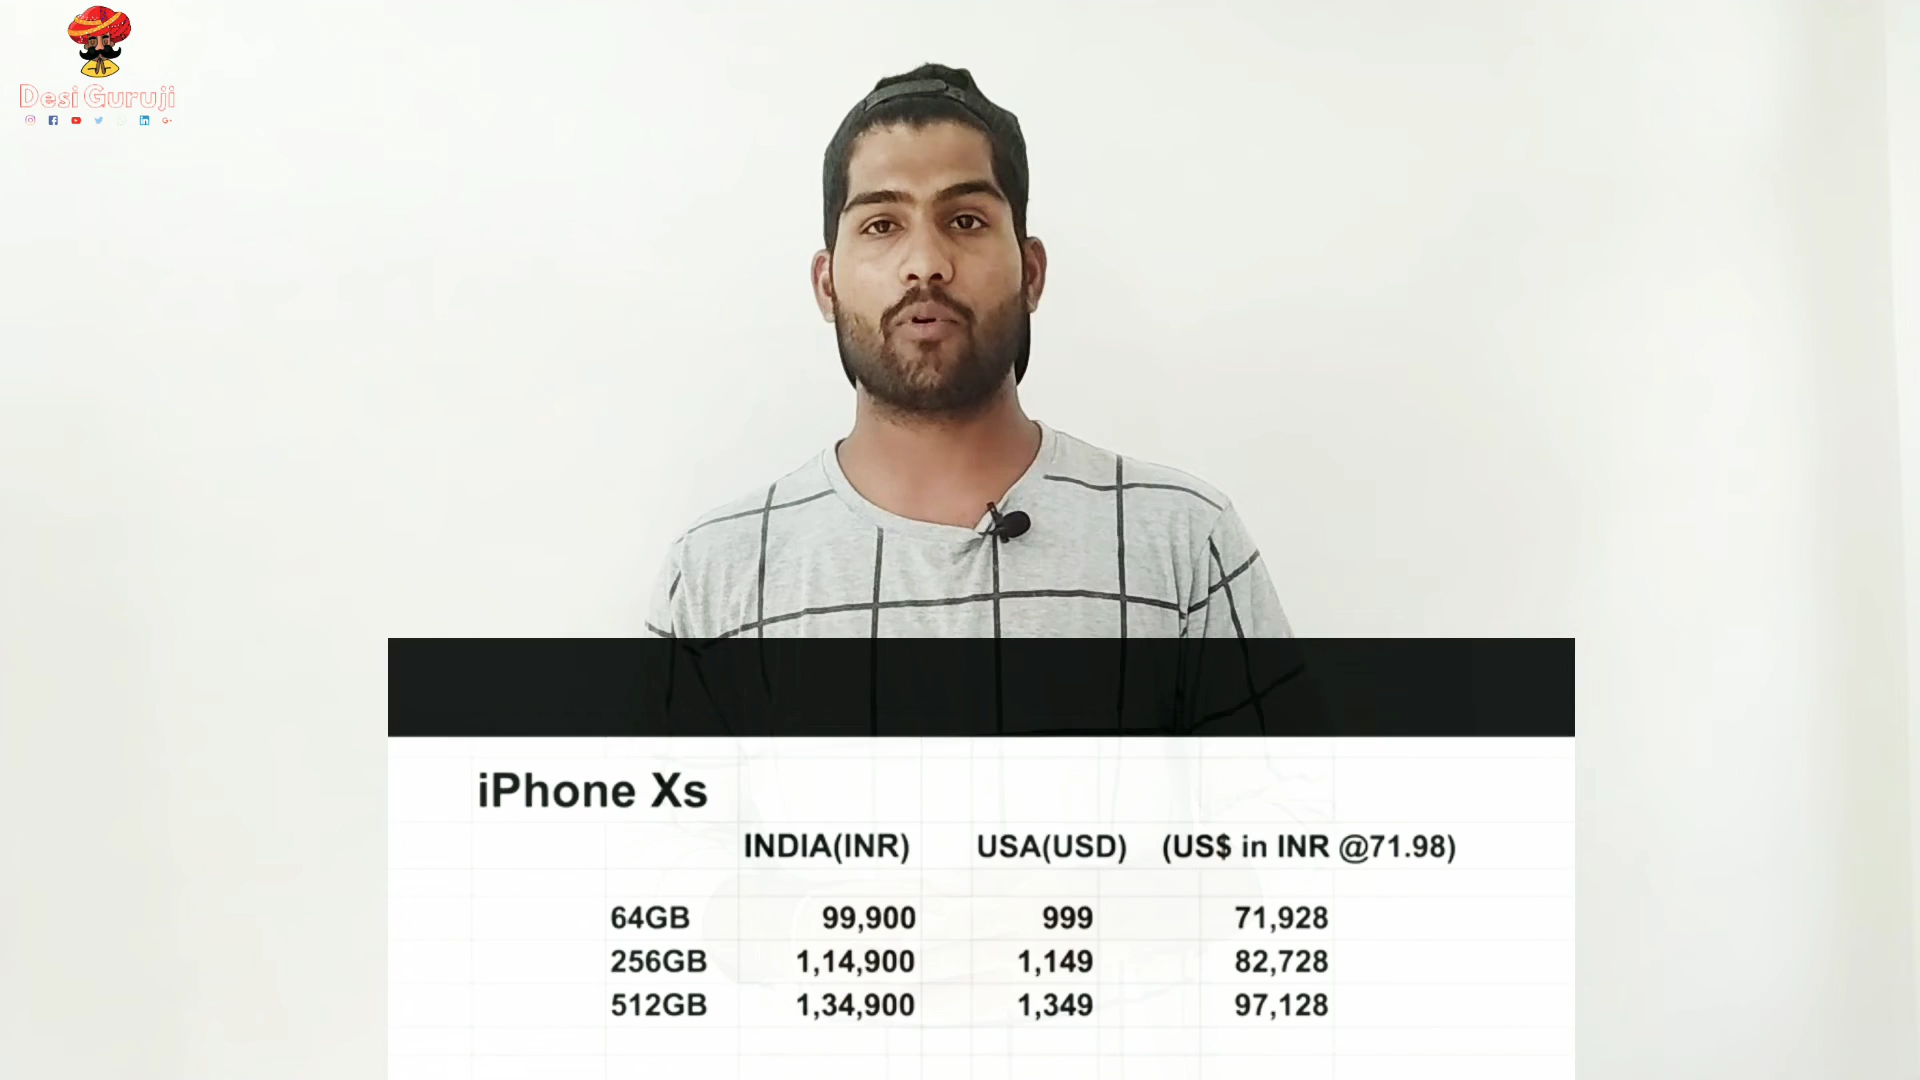 Desi Guruji
iPhone Xs
INDIA(INR) USA(USD) (US$ in INR @71.98)
64GB 99,900 999 71,928
256GB 1,14,900 1,149 82,728
512GB 1,34,900 1,349 97,128